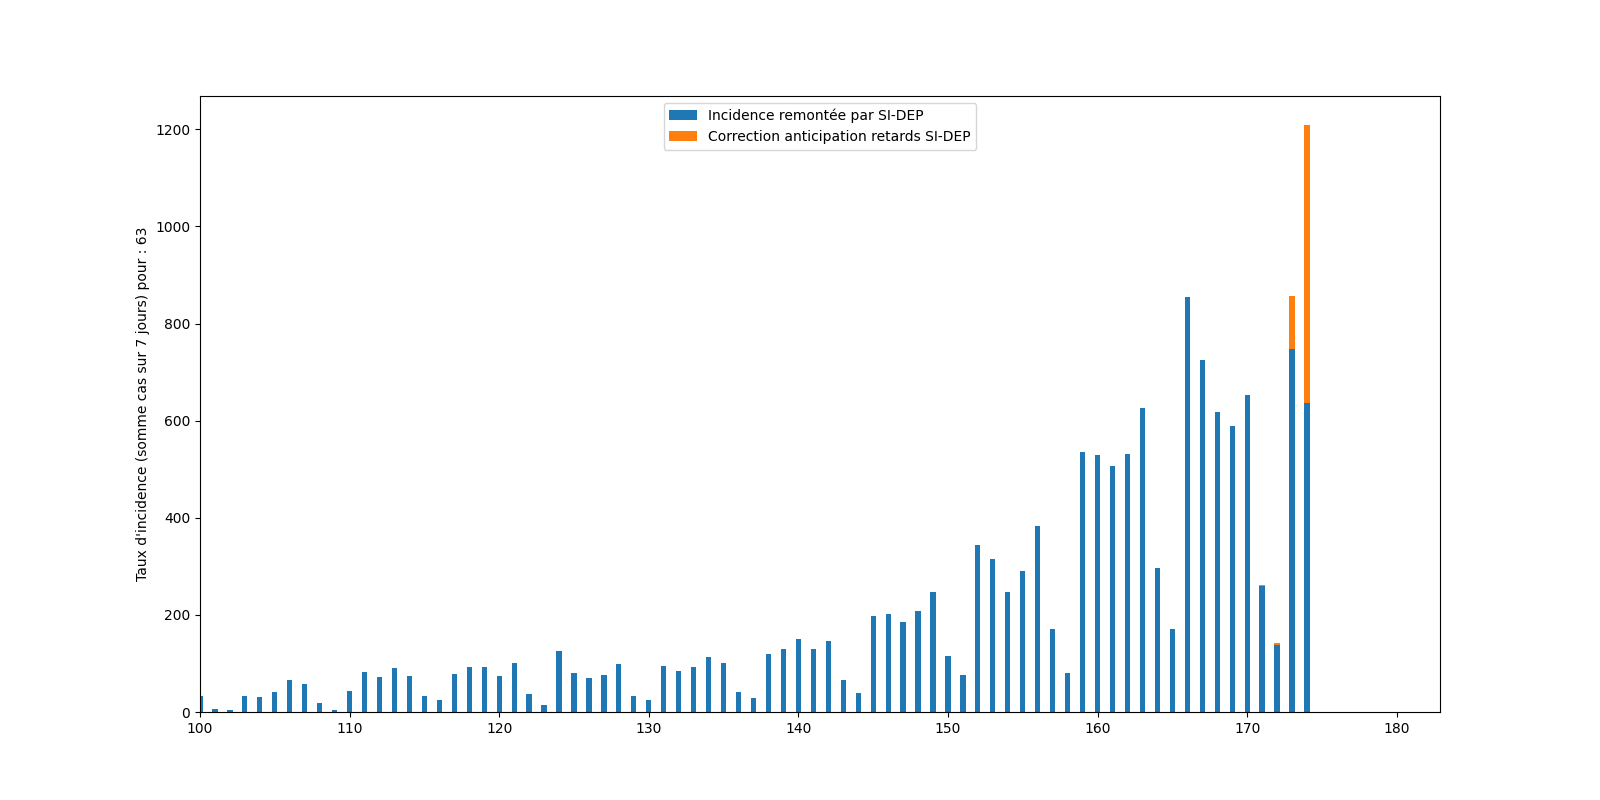 Incidence remontée par SI-DEP
Correction anticipation retards SI-DEP
Taux d'incidence (somme cas sur 7 jours) pour : 63
1200
1000
800
600
400
200
0
100 110 120 130 140 150 160 170 180